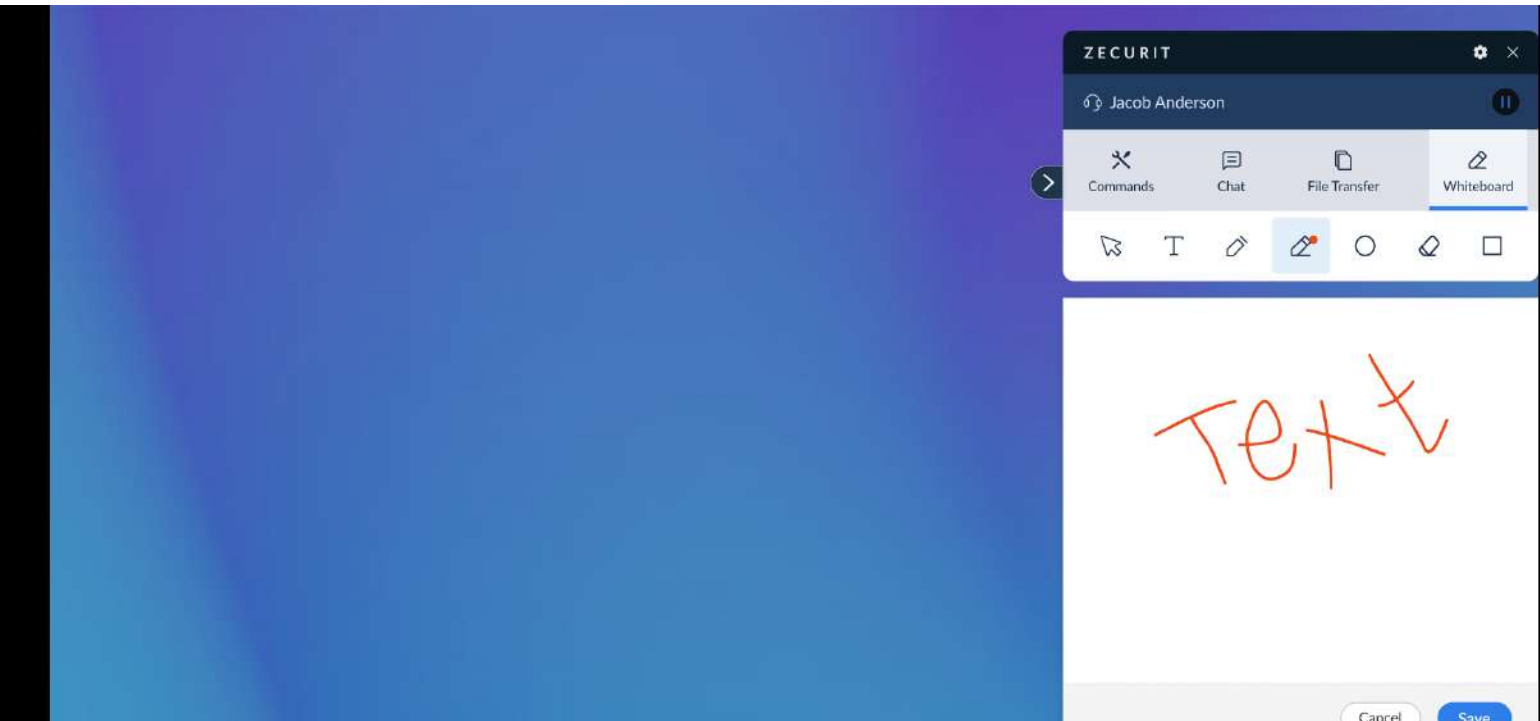 ZECURIT
Jacob Anderson
Commands Chat File Transfer Whiteboard
T
Text
Cancel Save